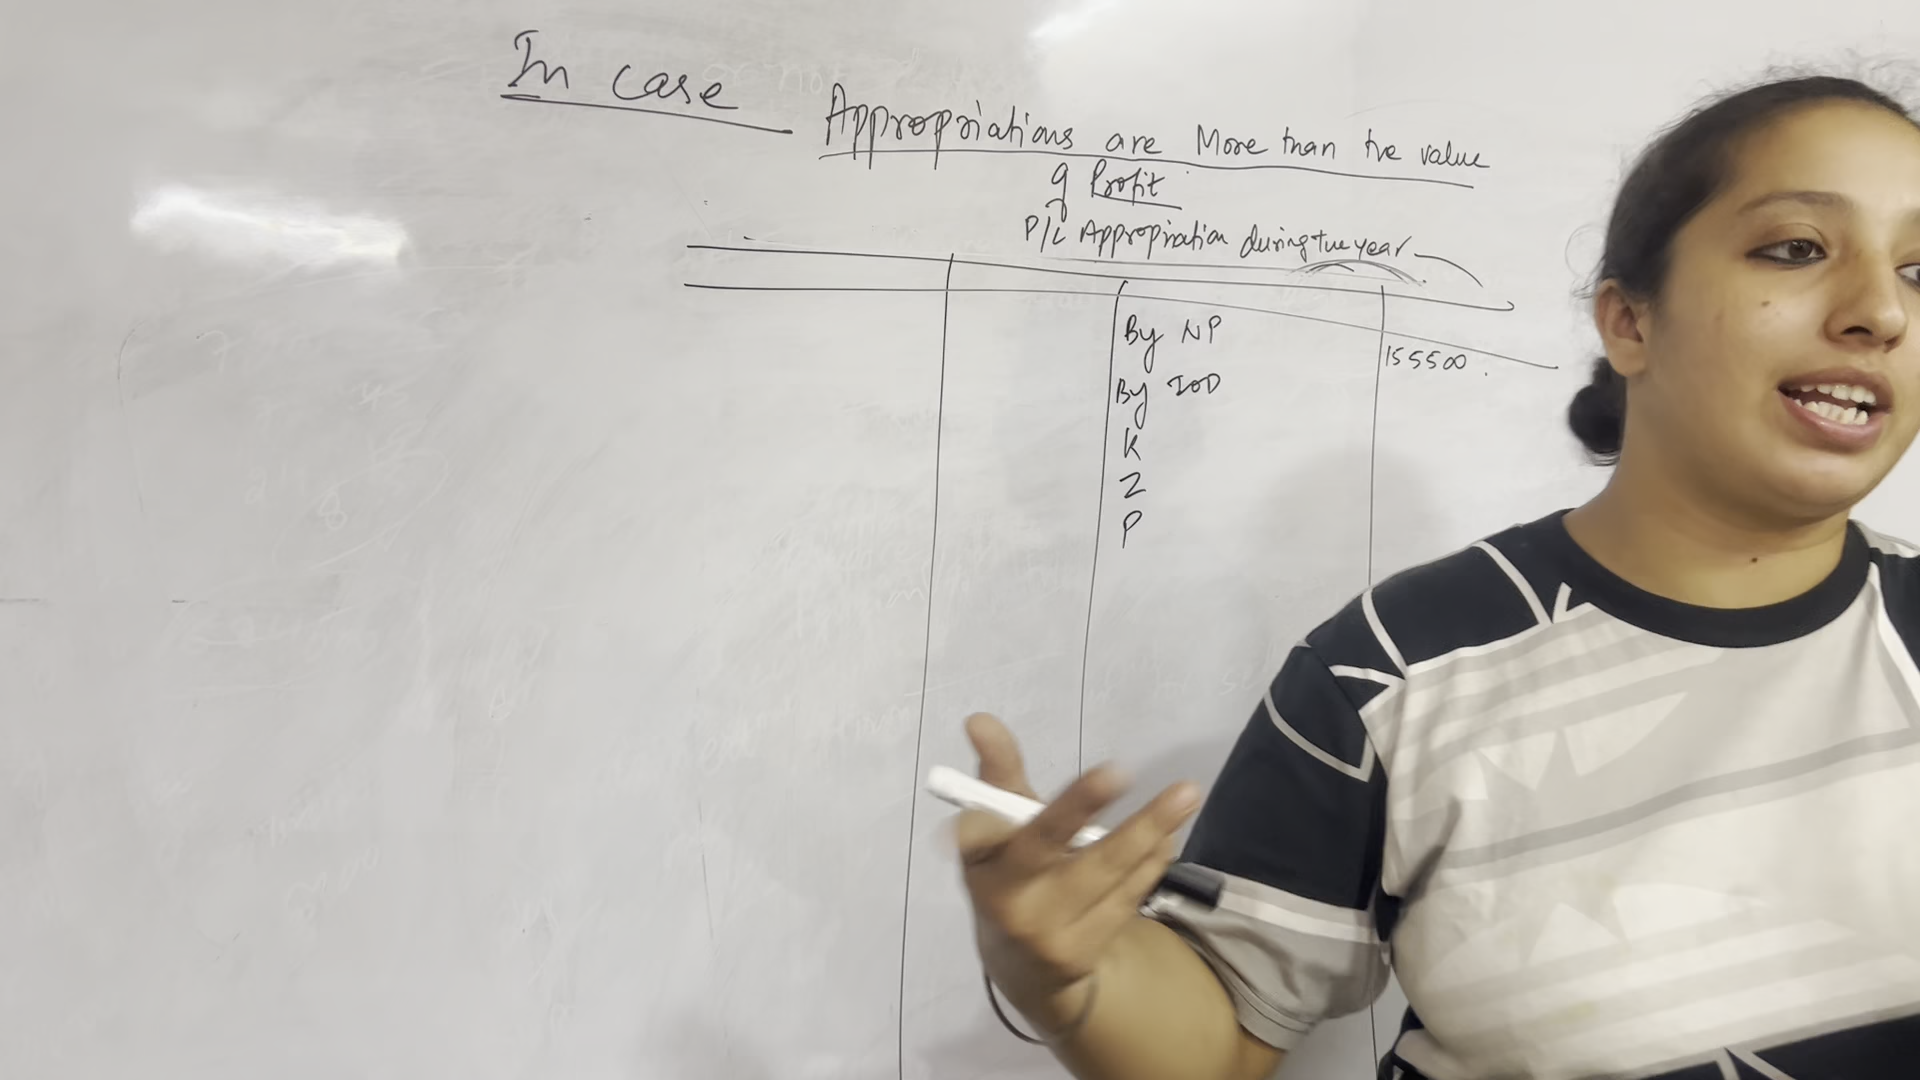 In case Appropriations are More than the value
of Profit
P/L Appropriation during the year
By NP 155500
By IOD
K
Z
P